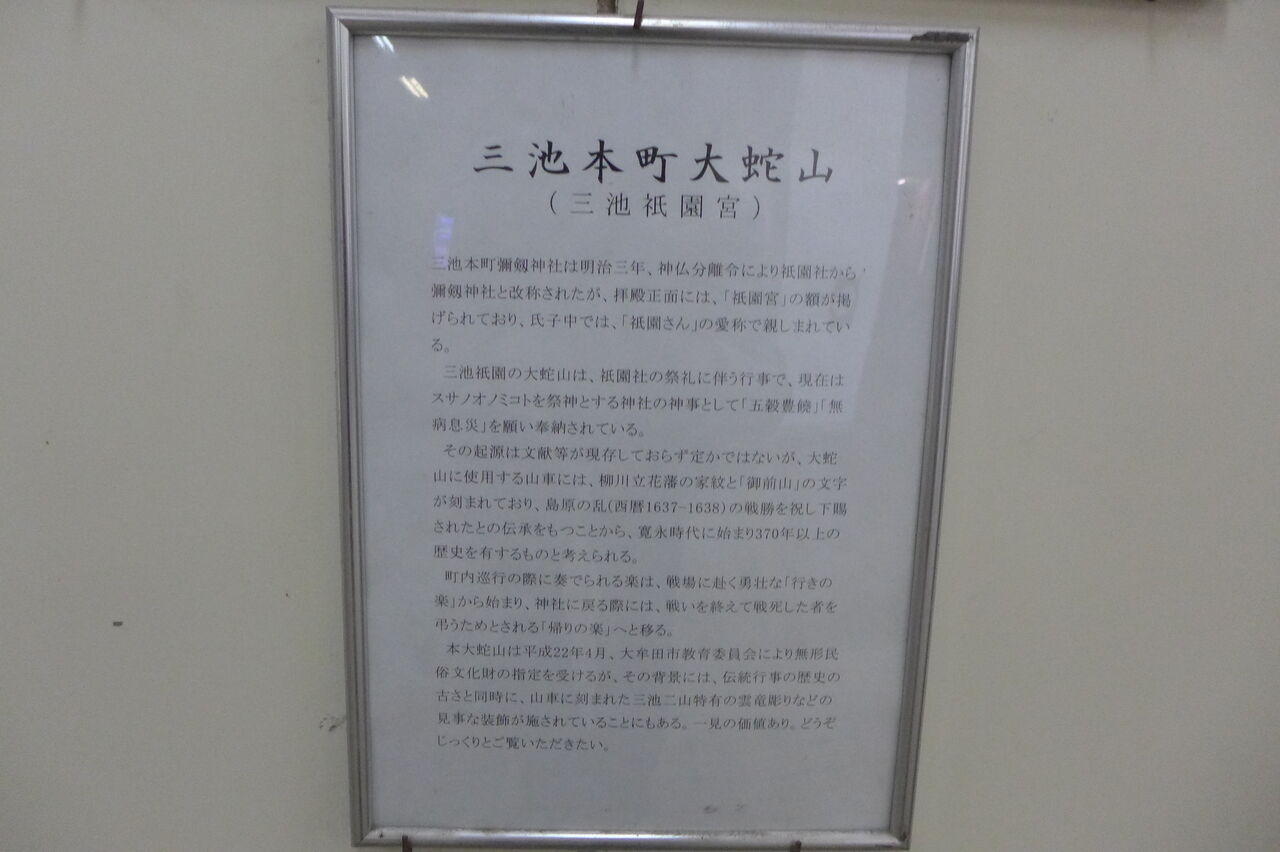 三池本町大蛇山
（三池祇園宮）
三池本町彌劔神社は明治三年、神仏分離令により祇園社から
彌劔神社と改称されたが、拝殿正面には、「祇園宮」の額が掲
げられており、氏子中では、「祇園さん」の愛称で親しまれてい
る。
三池祇園の大蛇山は、祇園社の祭礼に伴う行事で、現在は
スサノオノミコトを祭神とする神社の神事として「五穀豊饒」「無
病息災」を願い奉納されている。
その起源は文献等が現存しておらず定かではないが、大蛇
山に使用する山車には、柳川立花藩の家紋と「御前山」の文字
が刻まれており、島原の乱(西暦1637-1638)の戦勝を祝し下賜
されたとの伝承をもつことから、寛永時代に始まり370年以上の
歴史を有するものと考えられる。
町内巡行の際に奏でられる楽は、戦場に赴く勇壮な「行きの
楽」から始まり、神社に戻る際には、戦いを終えて戦死した者を
弔うためとされる「帰りの楽」へと移る。
本大蛇山は平成22年4月、大牟田市教育委員会により無形民
俗文化財の指定を受けるが、その背景には、伝統行事の歴史の
古さと同時に、山車に刻まれた三池二山特有の雲竜彫りなどの
見事な装飾が施されていることにもある。一見の価値あり。どうぞ
じっくりとご覧いただきたい。